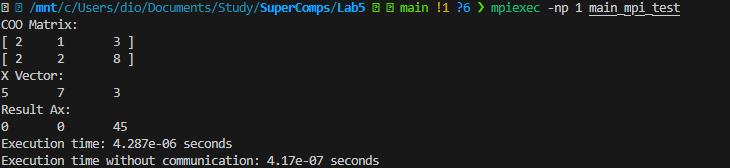 /mnt/c/Users/dio/Documents/Study/SuperComps/Lab5 main !1 ?6 ❯ mpiexec -np 1 main_mpi_test
COO Matrix:
[ 2 1 3 ]
[ 2 2 8 ]
X Vector:
5 7 3
Result Ax:
0 0 45
Execution time: 4.287e-06 seconds
Execution time without communication: 4.17e-07 seconds